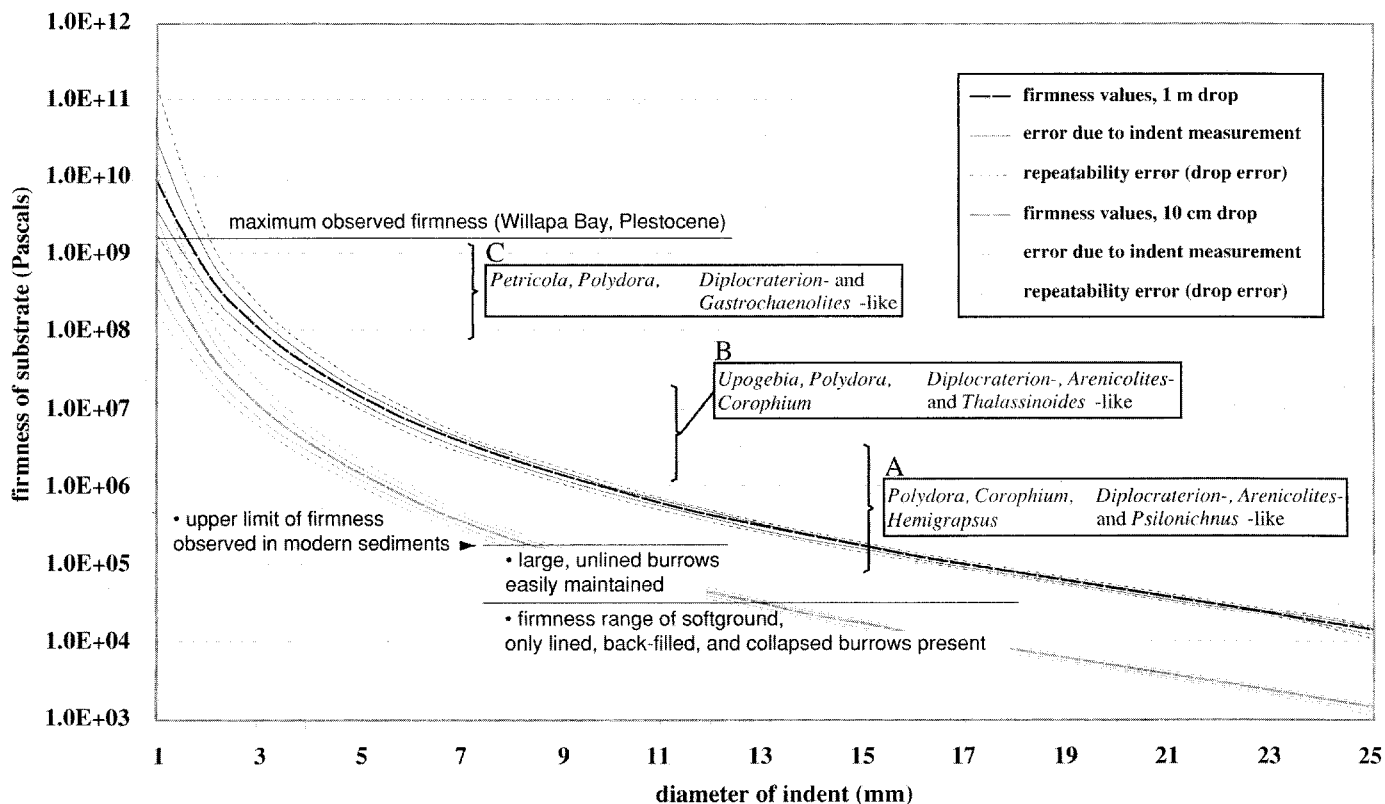 1.0E+12
1.0E+11
1.0E+10
1.0E+09
1.0E+08
1.0E+07
1.0E+06
1.0E+05
1.0E+04
1.0E+03
firmness of substrate (Pascals)
firmness values, 1 m drop
error due to indent measurement
repeatability error (drop error)
firmness values, 10 cm drop
error due to indent measurement
repeatability error (drop error)
maximum observed firmness (Willapa Bay, Plestocene)
C
Petricola, Polydora, Diplocraterion- and
Gastrochaenolites -like
B
Upogebia, Polydora, Diplocraterion-, Arenicolites-
Corophium and Thalassinoides -like
A
Polydora, Corophium, Diplocraterion-, Arenicolites-
Hemigrapsus and Psilonichnus -like
• upper limit of firmness
observed in modern sediments
• large, unlined burrows
easily maintained
• firmness range of softground,
only lined, back-filled, and collapsed burrows present
1 3 5 7 9 11 13 15 17 19 21 23 25
diameter of indent (mm)